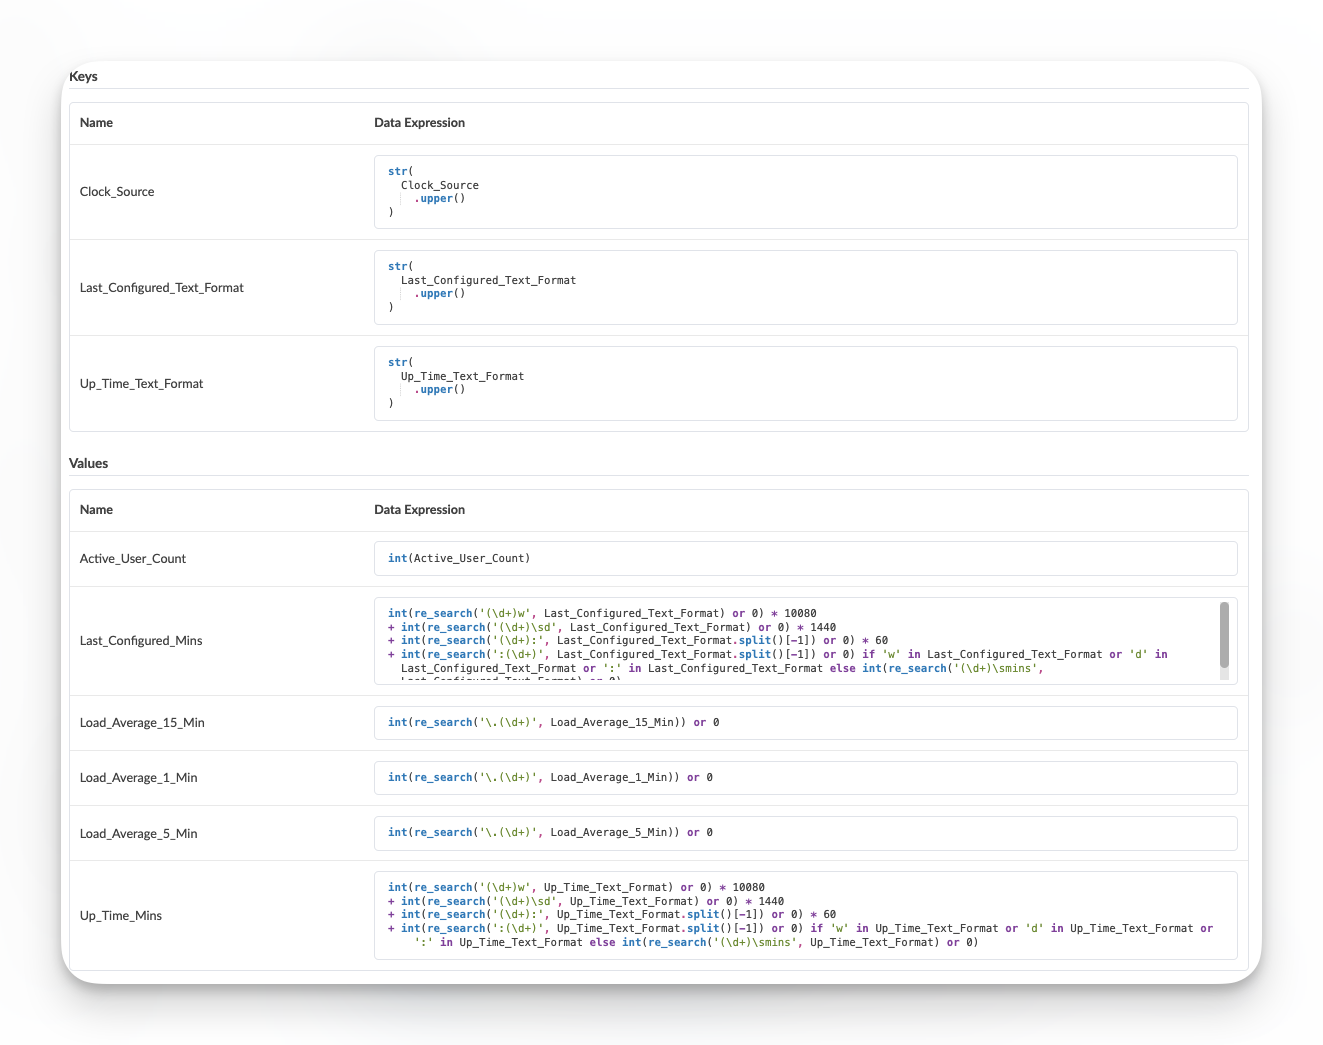 Keys
Name Data Expression
Clock_Source
str(
Clock_Source
.upper()
)
Last_Configured_Text_Format
str(
Last_Configured_Text_Format
.upper()
)
Up_Time_Text_Format
str(
Up_Time_Text_Format
.upper()
)
Values
Name Data Expression
Active_User_Count
int(Active_User_Count)
Last_Configured_Mins
int(re_search('(\d+)w', Last_Configured_Text_Format) or 0) * 10080
+ int(re_search('(\d+)\sd', Last_Configured_Text_Format) or 0) * 1440
+ int(re_search('(\d+):', Last_Configured_Text_Format.split()[-1]) or 0) * 60
+ int(re_search(':(\d+)', Last_Configured_Text_Format.split()[-1]) or 0) if 'w' in Last_Configured_Text_Format or 'd' in
Last_Configured_Text_Format or ':' in Last_Configured_Text_Format else int(re_search('(\d+)\smins',
Last_Configured_Text_Format) or 0)
Load_Average_15_Min
int(re_search('\.(\d+)', Load_Average_15_Min)) or 0
Load_Average_1_Min
int(re_search('\.(\d+)', Load_Average_1_Min)) or 0
Load_Average_5_Min
int(re_search('\.(\d+)', Load_Average_5_Min)) or 0
Up_Time_Mins
int(re_search('(\d+)w', Up_Time_Text_Format) or 0) * 10080
+ int(re_search('(\d+)\sd', Up_Time_Text_Format) or 0) * 1440
+ int(re_search('(\d+):', Up_Time_Text_Format.split()[-1]) or 0) * 60
+ int(re_search(':(\d+)', Up_Time_Text_Format.split()[-1]) or 0) if 'w' in Up_Time_Text_Format or 'd' in Up_Time_Text_Format or
':' in Up_Time_Text_Format else int(re_search('(\d+)\smins', Up_Time_Text_Format) or 0)